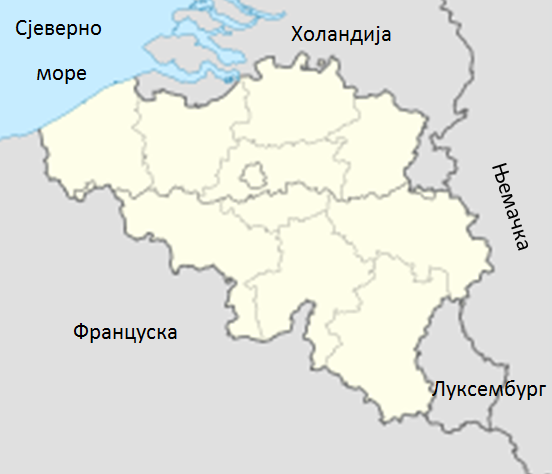 Сјеверно
море
Холандија
Њемачка
Француска
Луксембург